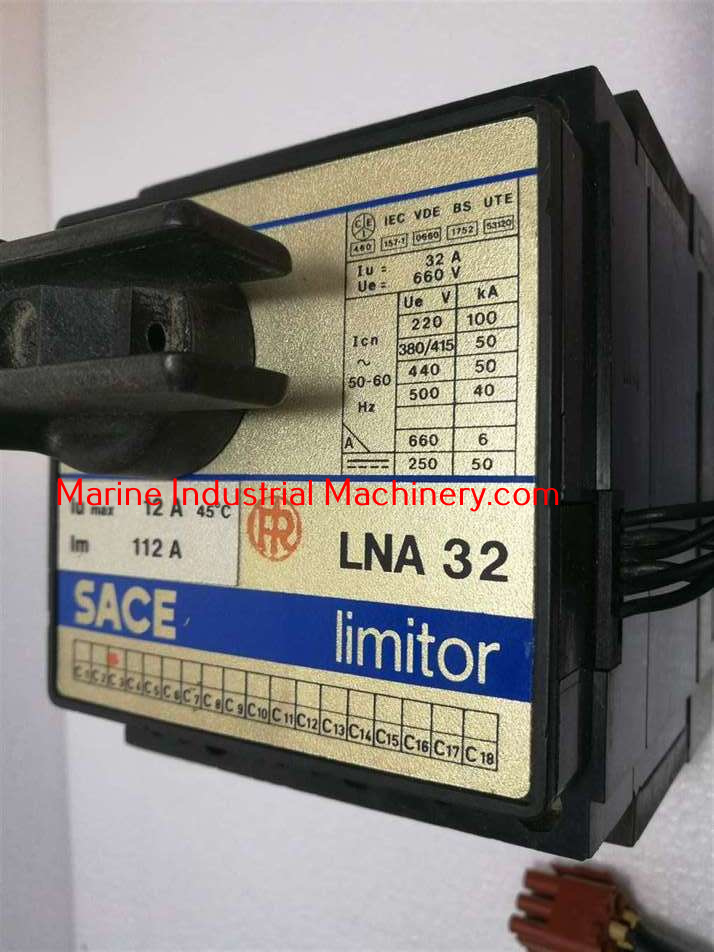 CEI IEC VDE BS UTE
460 157-1 0660 1752 53120
Iu = 32 A
Ue = 660 V
Ue V kA
Icn ~ 50-60 Hz
220 100
380/415 50
440 50
500 40
A 660 6
250 50
Marine Industrial Machinery.com
Iu max 12 A 45°C
Im 112 A
HR
LNA 32
SACE
limitor
C1 C2 C3 C4 C5 C6 C7 C8 C9 C10 C11 C12 C13 C14 C15 C16 C17 C18